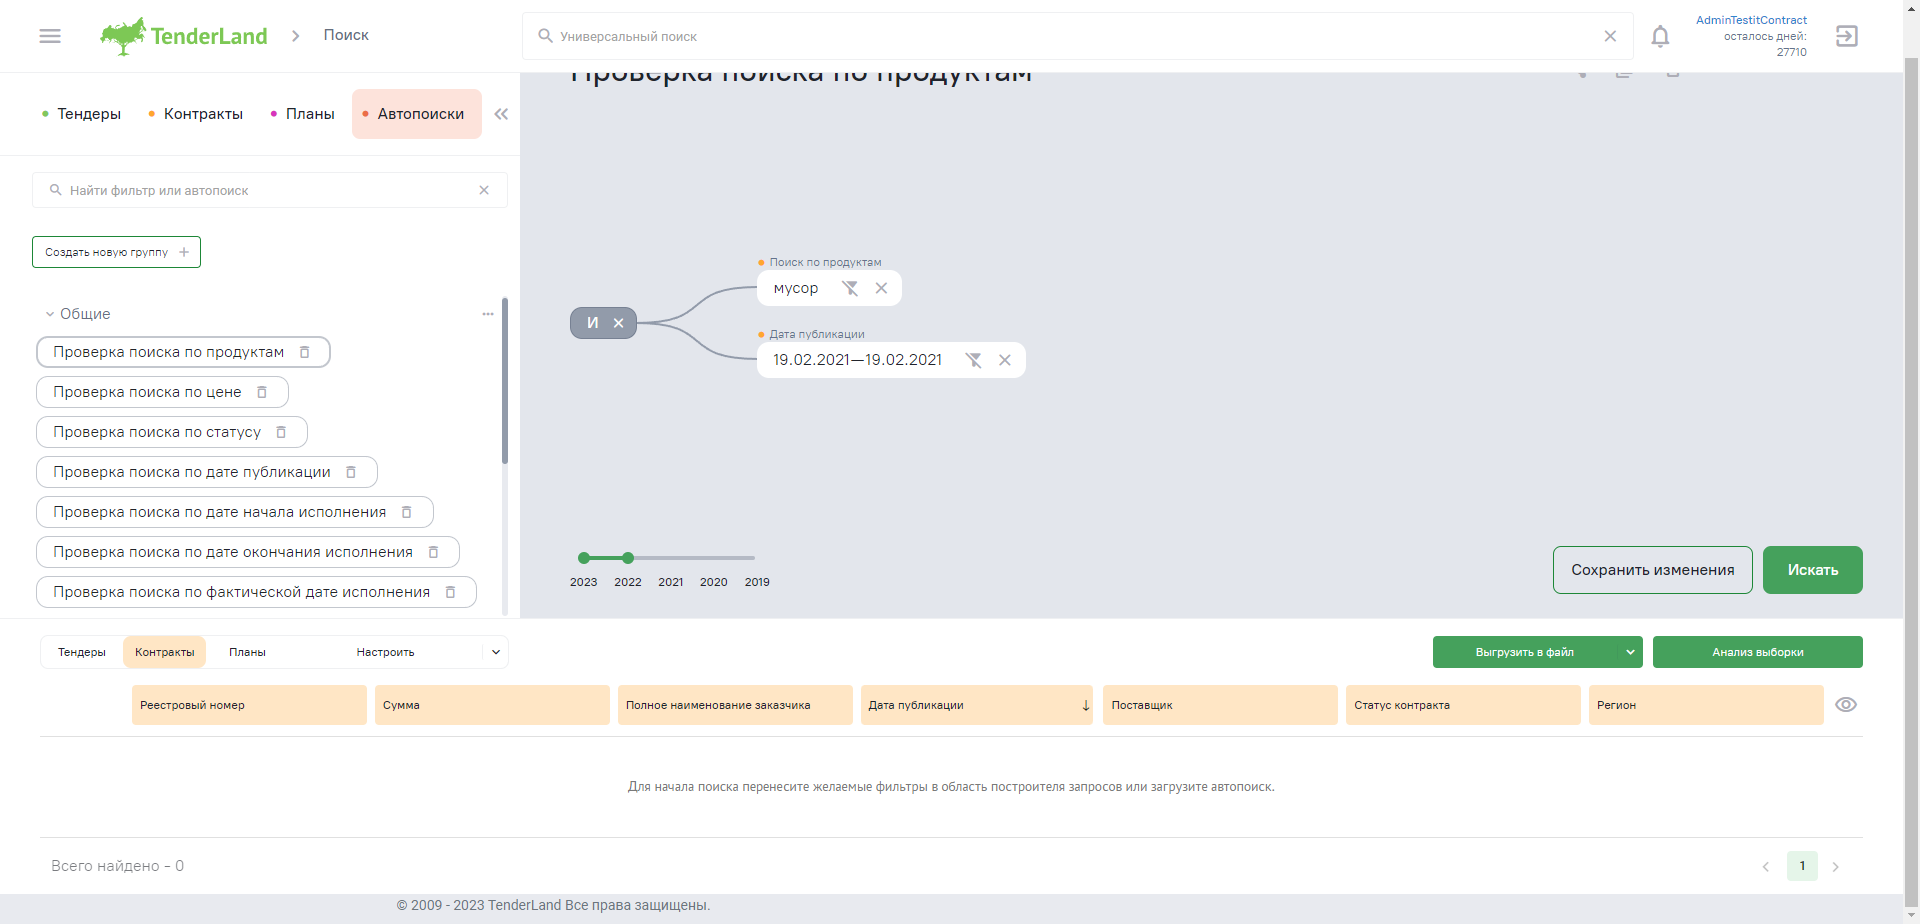 TenderLand
Поиск
Универсальный поиск
AdminTestitContract
осталось дней:
27710
Тендеры
Контракты
Планы
Автопоиски
Проверка поиска по продуктам
Найти фильтр или автопоиск
Создать новую группу
Общие
Проверка поиска по продуктам
Проверка поиска по цене
Проверка поиска по статусу
Проверка поиска по дате публикации
Проверка поиска по дате начала исполнения
Проверка поиска по дате окончания исполнения
Проверка поиска по фактической дате исполнения
И
Поиск по продуктам
мусор
Дата публикации
19.02.2021—19.02.2021
2023 2022 2021 2020 2019
Сохранить изменения
Искать
Тендеры
Контракты
Планы
Настроить
Выгрузить в файл
Анализ выборки
Реестровый номер
Сумма
Полное наименование заказчика
Дата публикации
Поставщик
Статус контракта
Регион
Для начала поиска перенесите желаемые фильтры в область построителя запросов или загрузите автопоиск.
Всего найдено - 0
1
© 2009 - 2023 TenderLand Все права защищены.